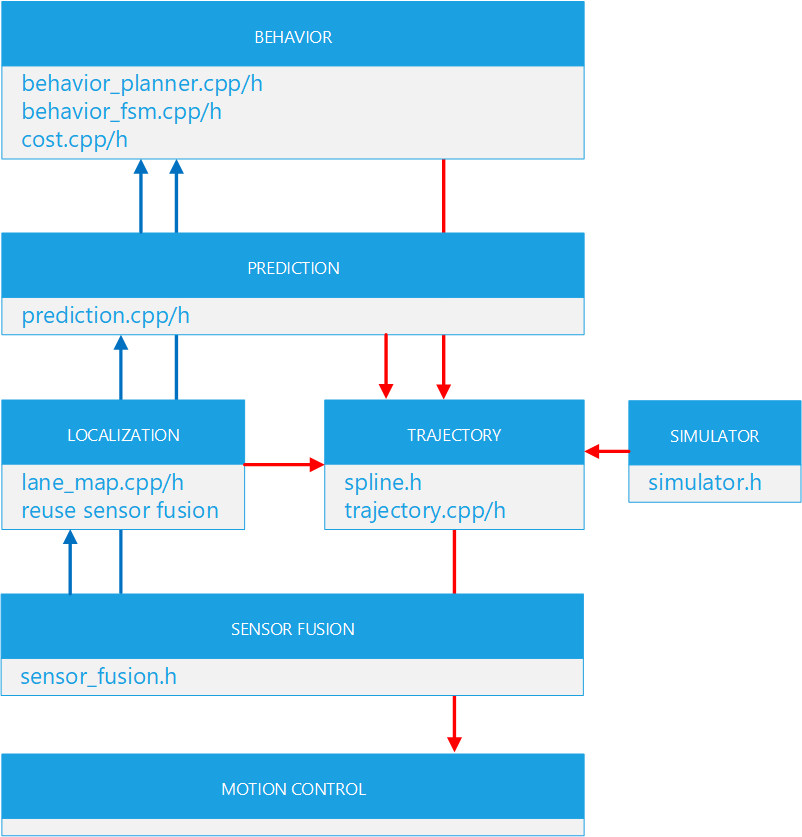 BEHAVIOR
behavior_planner.cpp/h
behavior_fsm.cpp/h
cost.cpp/h
PREDICTION
prediction.cpp/h
LOCALIZATION
lane_map.cpp/h
reuse sensor fusion
TRAJECTORY
spline.h
trajectory.cpp/h
SIMULATOR
simulator.h
SENSOR FUSION
sensor_fusion.h
MOTION CONTROL